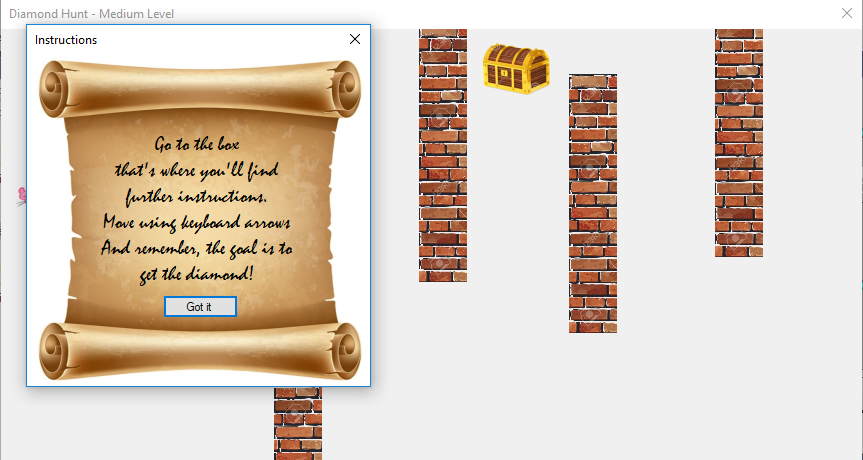 Diamond Hunt - Medium Level
Instructions
Go to the box
that's where you'll find
further instructions.
Move using keyboard arrows
And remember, the goal is to
get the diamond!
Got it